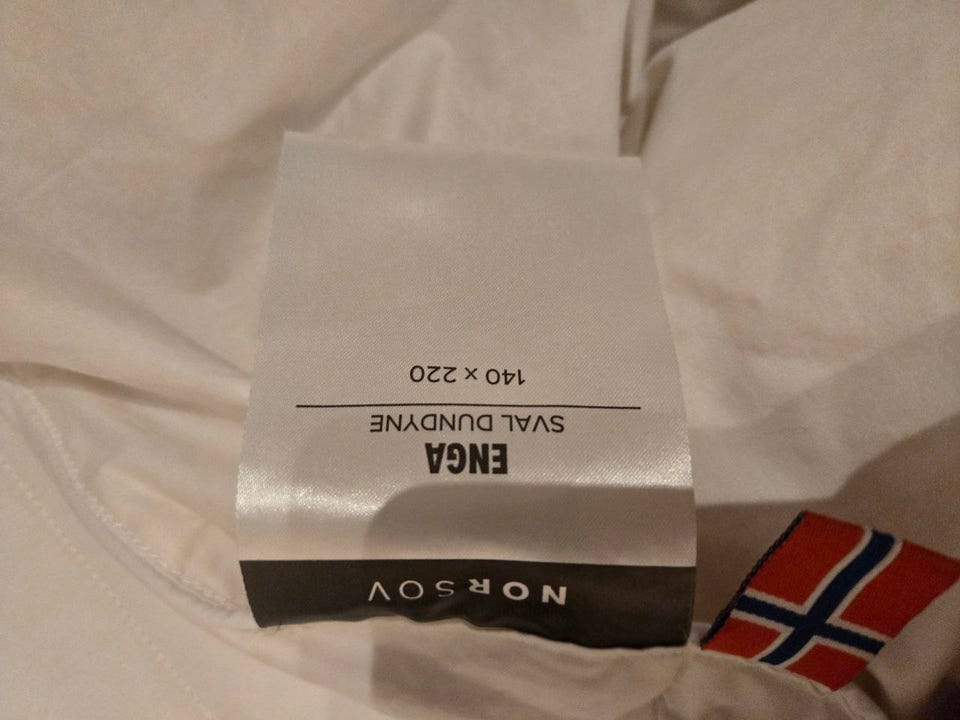 NORSOV
ENGA
SVAL DUNDYNE
140 x 220